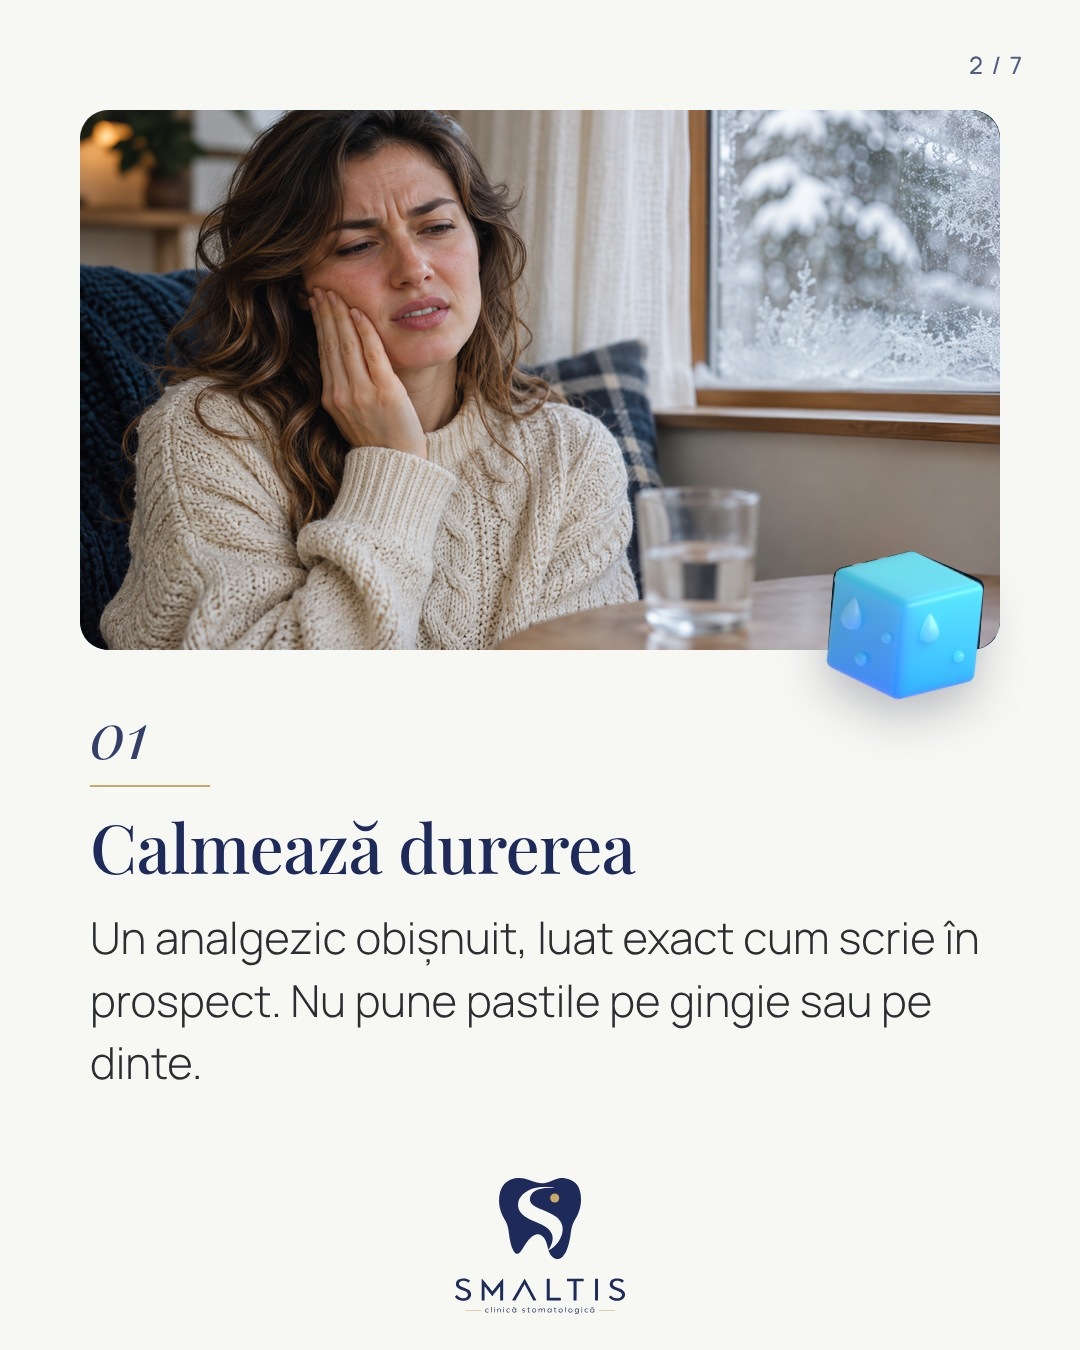 2 / 7
01
Calmează durerea
Un analgezic obișnuit, luat exact cum scrie în
prospect. Nu pune pastile pe gingie sau pe
dinte.
SMALTIS
clinică stomatologică